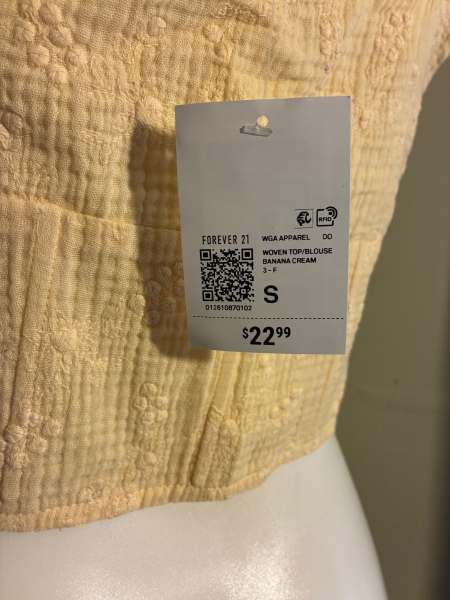 RFID
FOREVER 21
WGA APPAREL DO
WOVEN TOP/BLOUSE
BANANA CREAM
3 - F
S
012610870102
$22.99